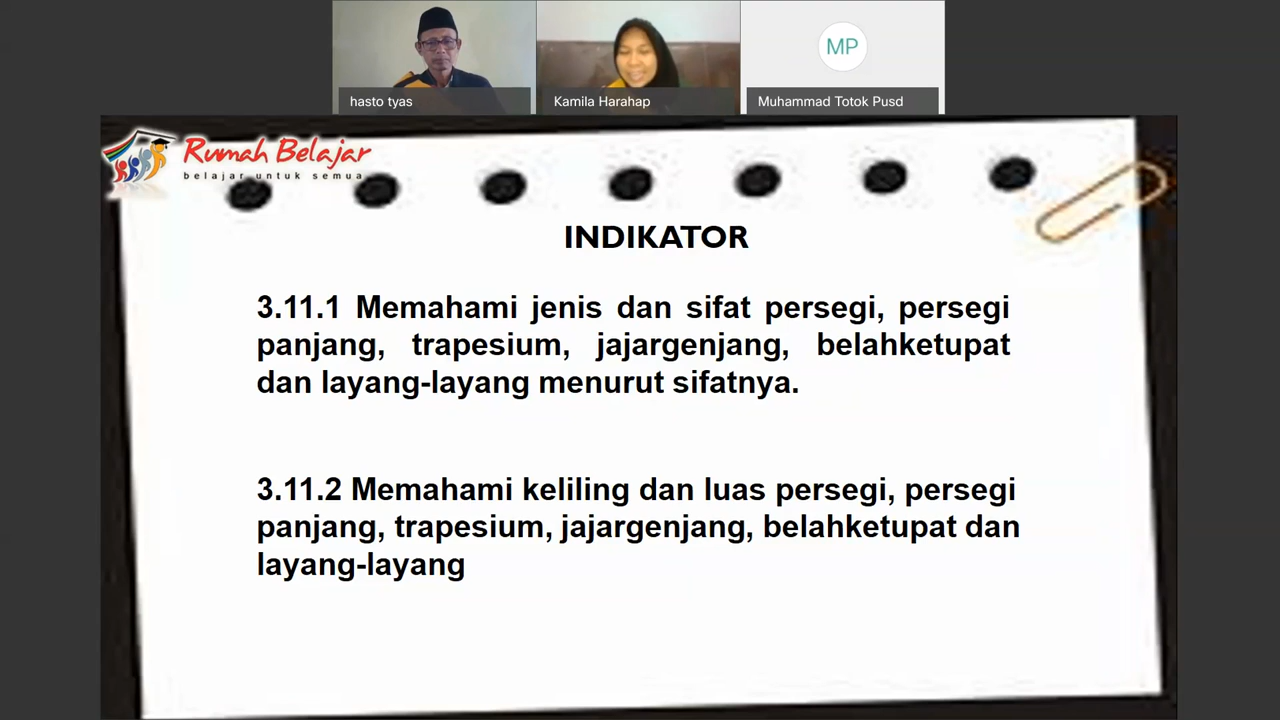 hasto tyas
Kamila Harahap
MP
Muhammad Totok Pusd
Rumah Belajar
belajar untuk semua
INDIKATOR
3.11.1 Memahami jenis dan sifat persegi, persegi
panjang, trapesium, jajargenjang, belahketupat
dan layang-layang menurut sifatnya.
3.11.2 Memahami keliling dan luas persegi, persegi
panjang, trapesium, jajargenjang, belahketupat dan
layang-layang